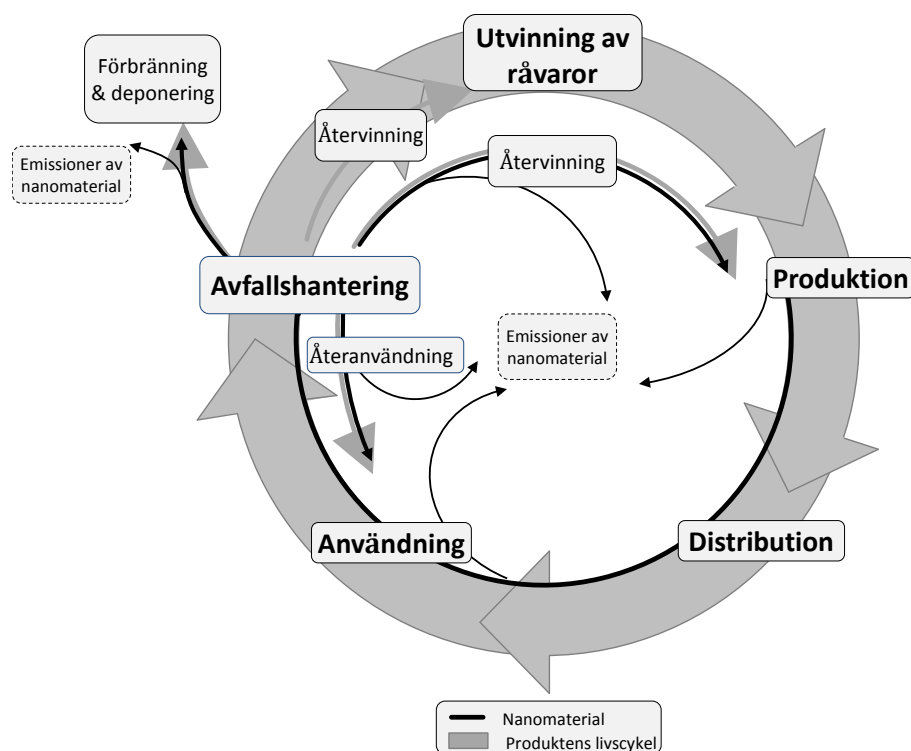 Utvinning av
råvaror
Förbränning
& deponering
Återvinning
Återvinning
Emissioner av
nanomaterial
Avfallshantering
Produktion
Emissioner av
nanomaterial
Återanvändning
Användning
Distribution
Nanomaterial
Produktens livscykel